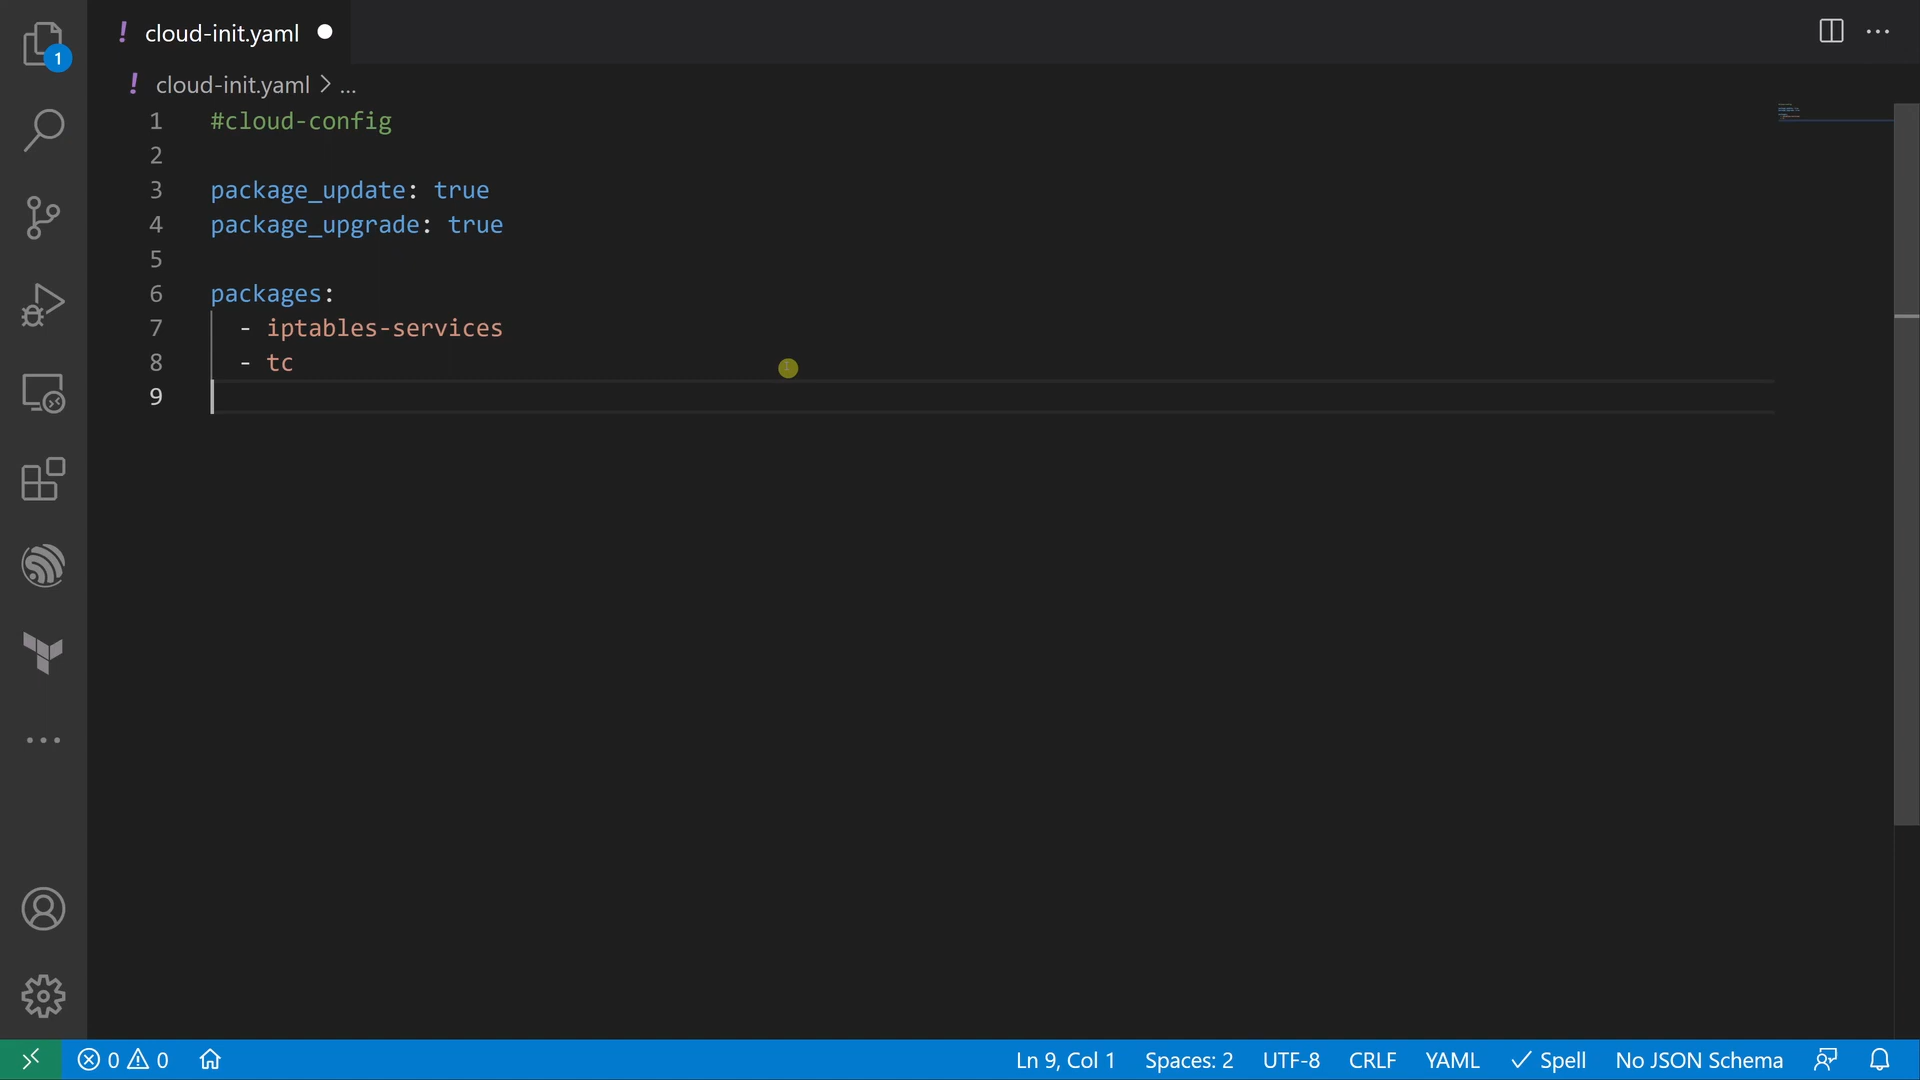 cloud-init.yaml
1
cloud-init.yaml > ...
1 #cloud-config
2
3 package_update: true
4 package_upgrade: true
5
6 packages:
7 - iptables-services
8 - tc
9
0 0 Ln 9, Col 1 Spaces: 2 UTF-8 CRLF YAML Spell No JSON Schema